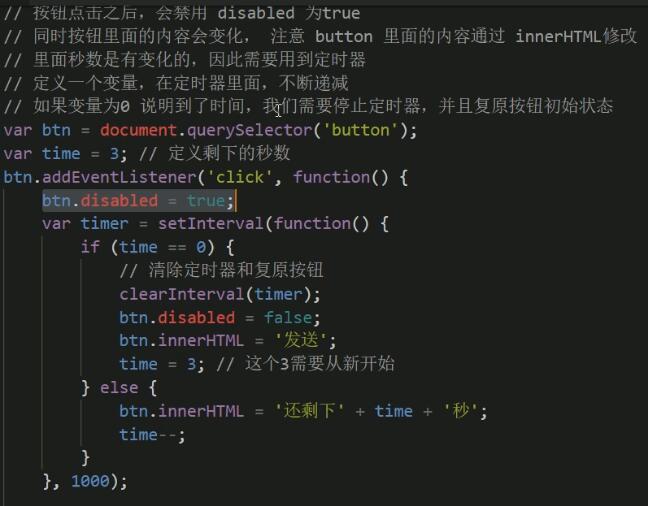 // 按钮点击之后，会禁用 disabled 为true
// 同时按钮里面的内容会变化， 注意 button 里面的内容通过 innerHTML修改
// 里面秒数是有变化的，因此需要用到定时器
// 定义一个变量，在定时器里面，不断递减
// 如果变量为0 说明到了时间，我们需要停止定时器，并且复原按钮初始状态
var btn = document.querySelector('button');
var time = 3; // 定义剩下的秒数
btn.addEventListener('click', function() {
    btn.disabled = true;
    var timer = setInterval(function() {
        if (time == 0) {
            // 清除定时器和复原按钮
            clearInterval(timer);
            btn.disabled = false;
            btn.innerHTML = '发送';
            time = 3; // 这个3需要从新开始
        } else {
            btn.innerHTML = '还剩下' + time + '秒';
            time--;
        }
    }, 1000);